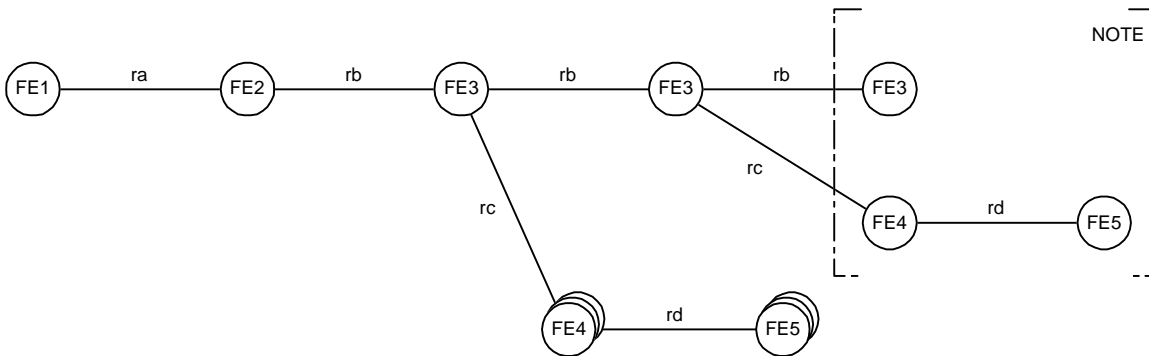 NOTE
ra rb rb rb
FE1 FE2 FE3 FE3 FE3
rc
rc
rd
FE4 FE5
rd
FE4 FE5